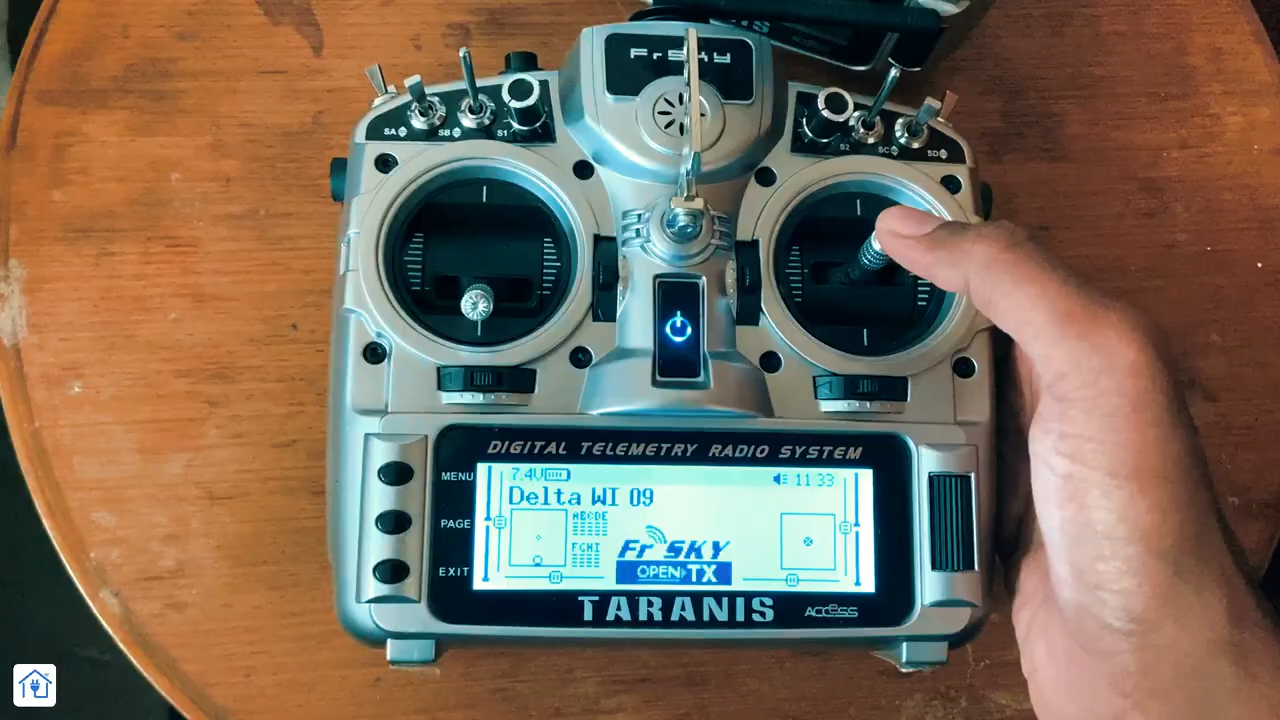 FrSky
SA
SB
S1
S2
SC
SD
DIGITAL TELEMETRY RADIO SYSTEM
MENU
PAGE
EXIT
7.4V
11:33
Delta WI 09
ABCDE
FGHI
FrSKY
OPEN TX
TARANIS
ACCESS